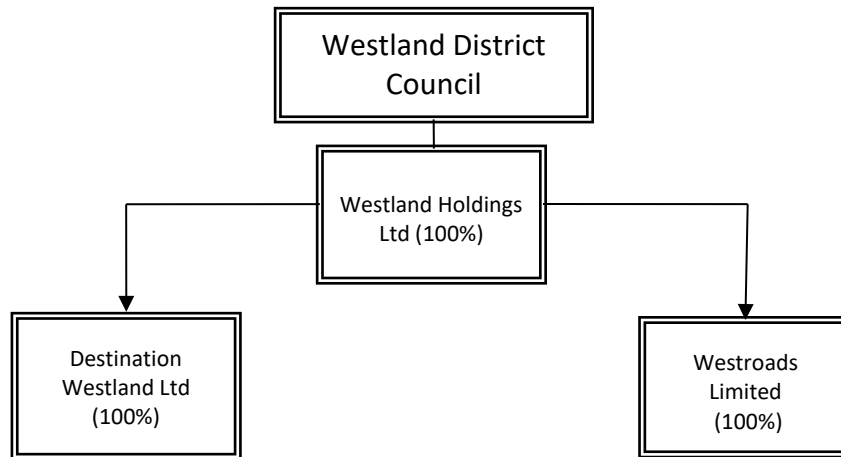 Westland District
Council
Westland Holdings
Ltd (100%)
Destination
Westland Ltd
(100%)
Westroads
Limited
(100%)